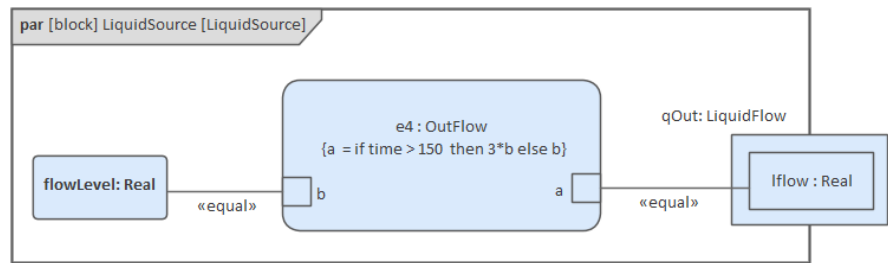 par [block] LiquidSource [LiquidSource]
qOut: LiquidFlow
e4 : OutFlow
{a = if time > 150 then 3*b else b}
flowLevel: Real
«equal»
b
a
«equal»
lflow : Real